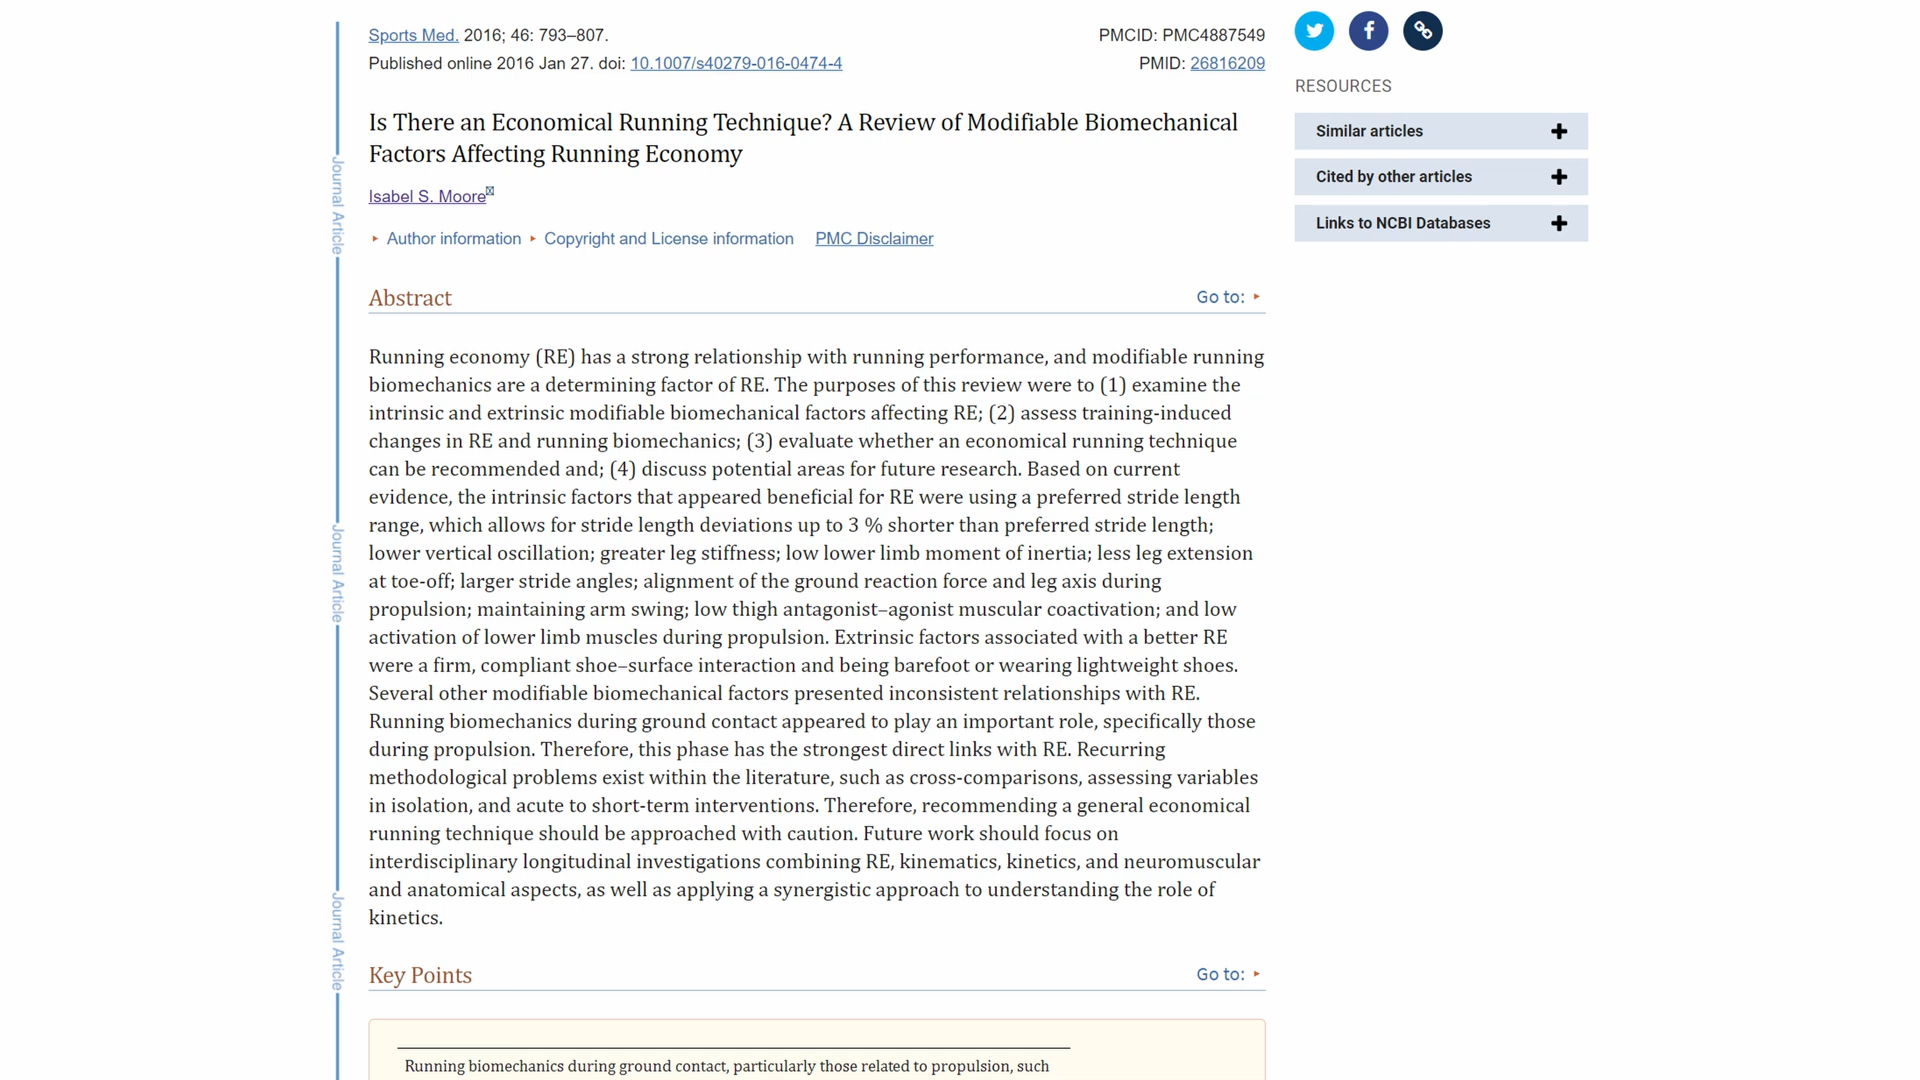 Sports Med. 2016; 46: 793–807.
PMCID: PMC4887549
Published online 2016 Jan 27. doi: 10.1007/s40279-016-0474-4
PMID: 26816209
Is There an Economical Running Technique? A Review of Modifiable Biomechanical
Factors Affecting Running Economy
Isabel S. Moore
Author information
Copyright and License information
PMC Disclaimer
Abstract
Go to:
Running economy (RE) has a strong relationship with running performance, and modifiable running
biomechanics are a determining factor of RE. The purposes of this review were to (1) examine the
intrinsic and extrinsic modifiable biomechanical factors affecting RE; (2) assess training-induced
changes in RE and running biomechanics; (3) evaluate whether an economical running technique
can be recommended and; (4) discuss potential areas for future research. Based on current
evidence, the intrinsic factors that appeared beneficial for RE were using a preferred stride length
range, which allows for stride length deviations up to 3 % shorter than preferred stride length;
lower vertical oscillation; greater leg stiffness; low lower limb moment of inertia; less leg extension
at toe-off; larger stride angles; alignment of the ground reaction force and leg axis during
propulsion; maintaining arm swing; low thigh antagonist–agonist muscular coactivation; and low
activation of lower limb muscles during propulsion. Extrinsic factors associated with a better RE
were a firm, compliant shoe–surface interaction and being barefoot or wearing lightweight shoes.
Several other modifiable biomechanical factors presented inconsistent relationships with RE.
Running biomechanics during ground contact appeared to play an important role, specifically those
during propulsion. Therefore, this phase has the strongest direct links with RE. Recurring
methodological problems exist within the literature, such as cross-comparisons, assessing variables
in isolation, and acute to short-term interventions. Therefore, recommending a general economical
running technique should be approached with caution. Future work should focus on
interdisciplinary longitudinal investigations combining RE, kinematics, kinetics, and neuromuscular
and anatomical aspects, as well as applying a synergistic approach to understanding the role of
kinetics.
Key Points
Go to:
Running biomechanics during ground contact, particularly those related to propulsion, such
Journal Article
Journal Article
Journal Article
RESOURCES
Similar articles
Cited by other articles
Links to NCBI Databases